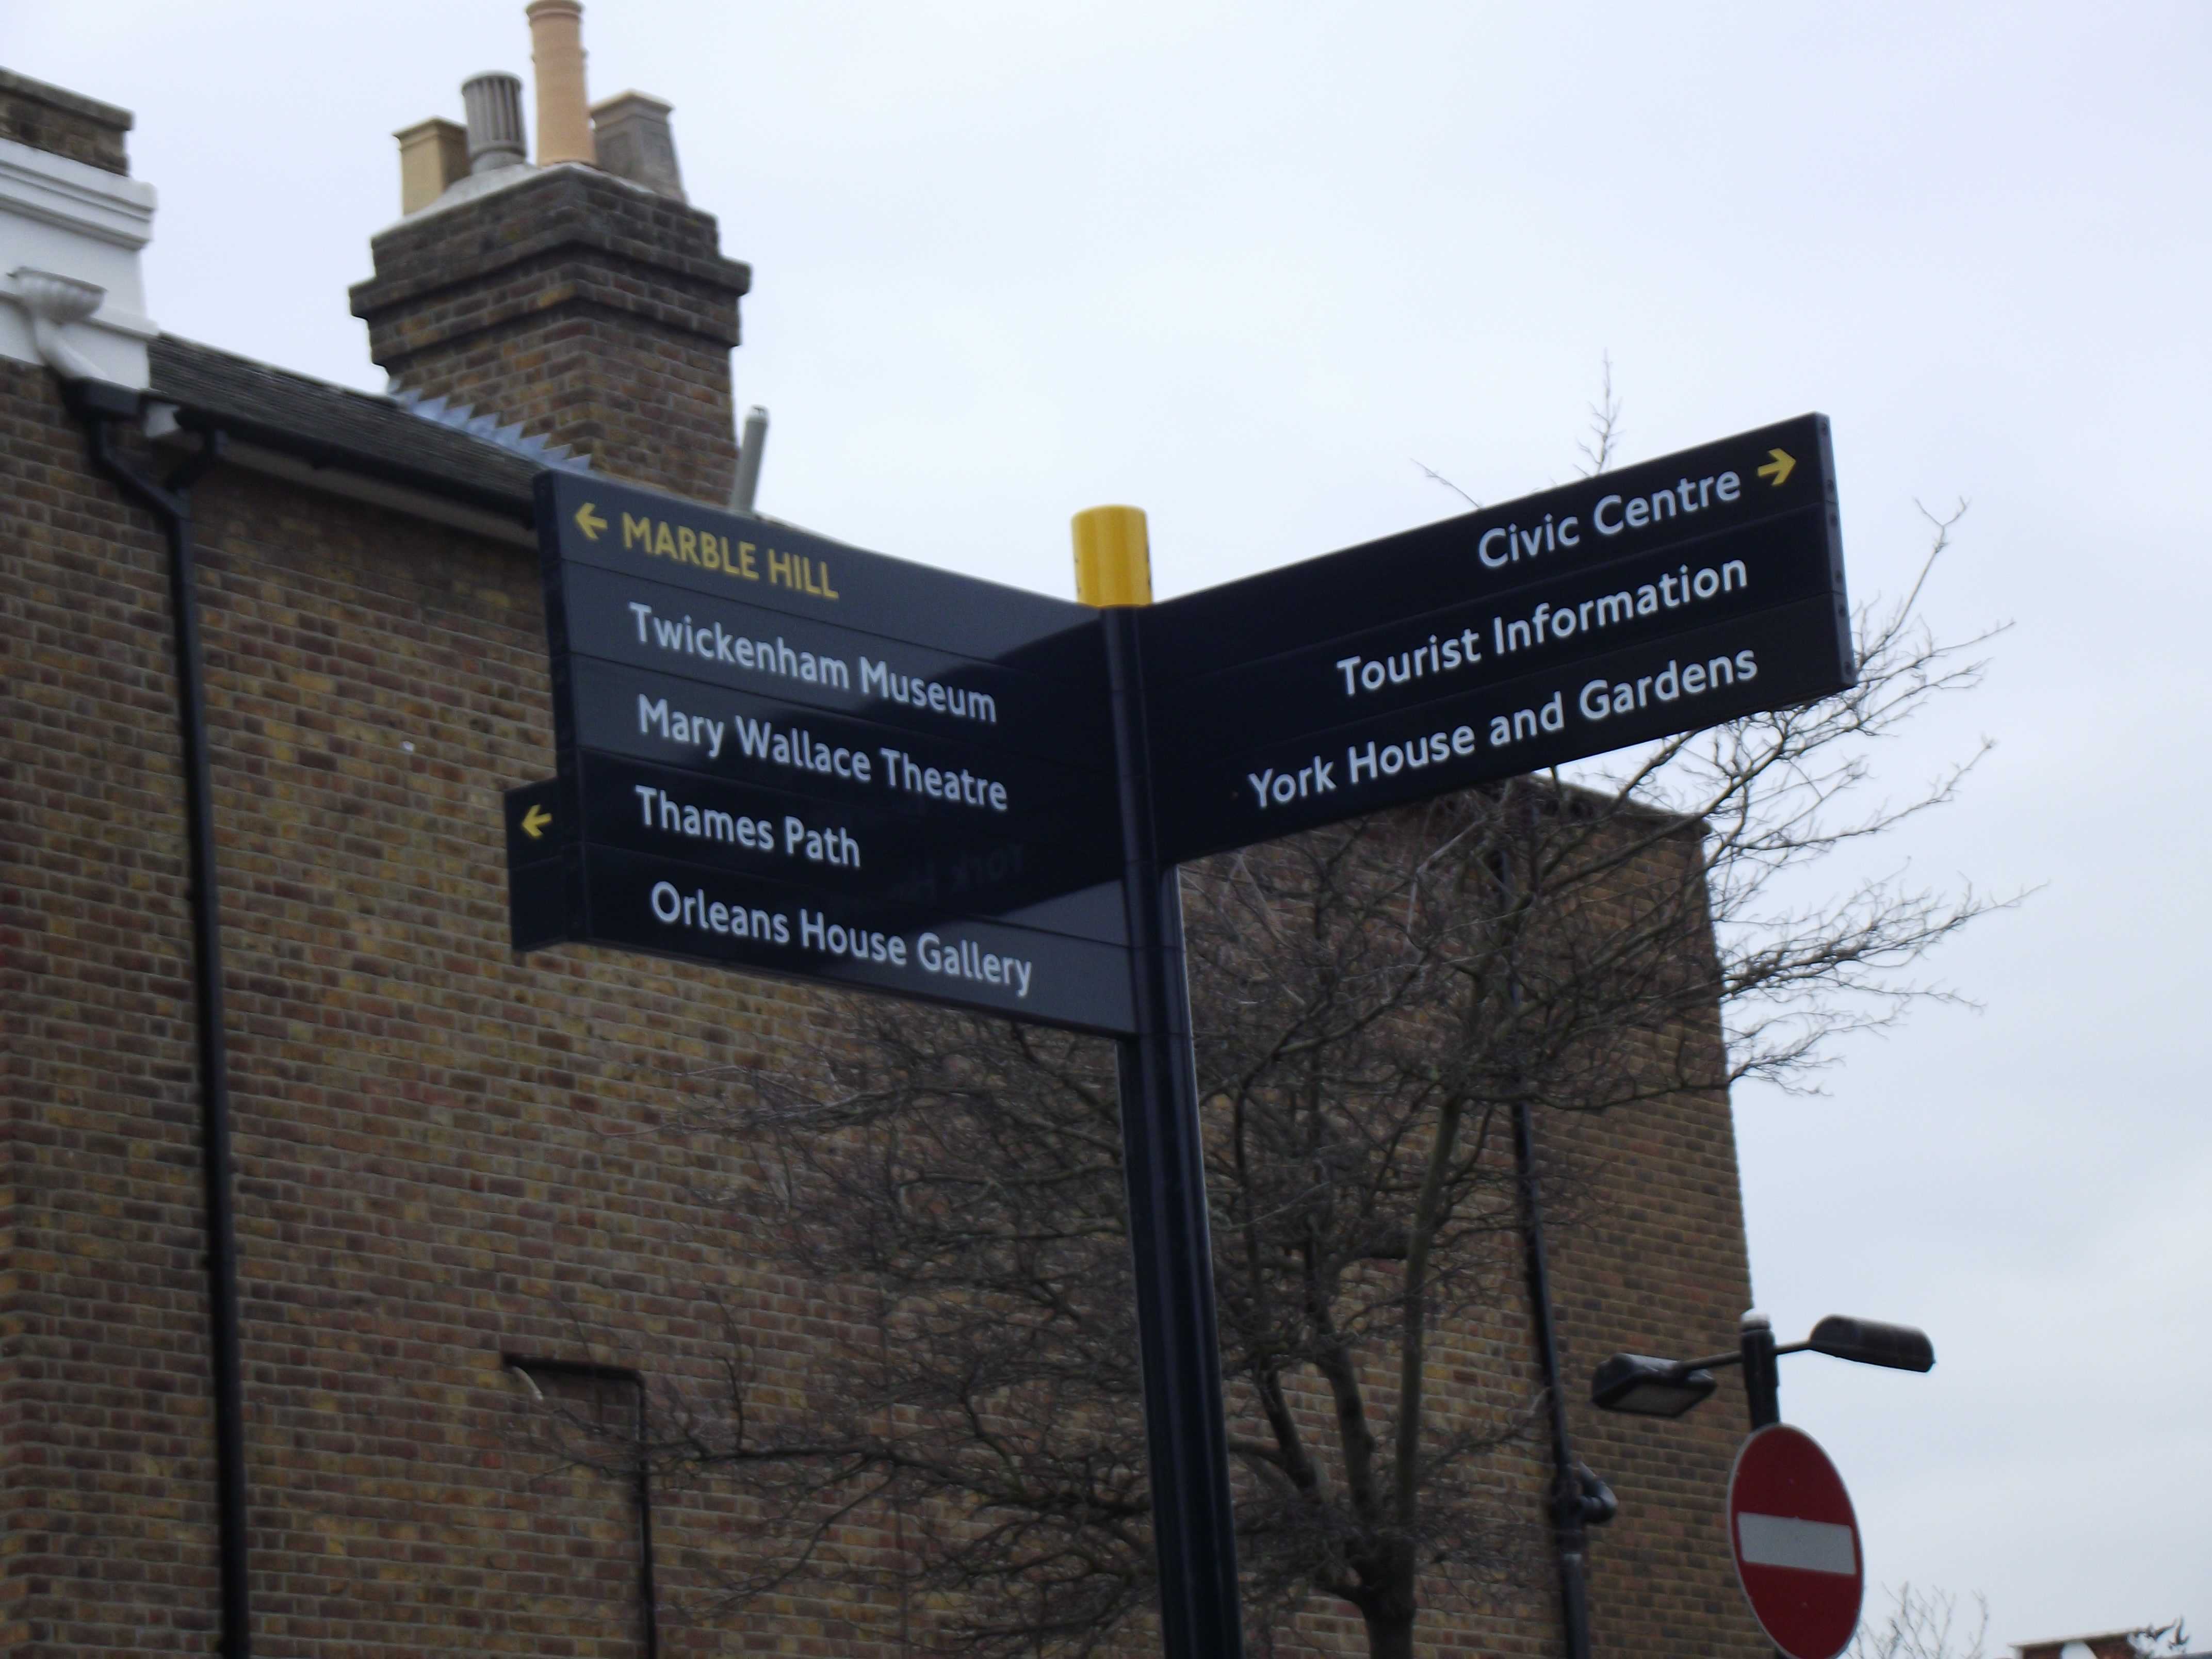 MARBLE HILL
Twickenham Museum
Mary Wallace Theatre
Thames Path
Orleans House Gallery
Civic Centre
Tourist Information
York House and Gardens